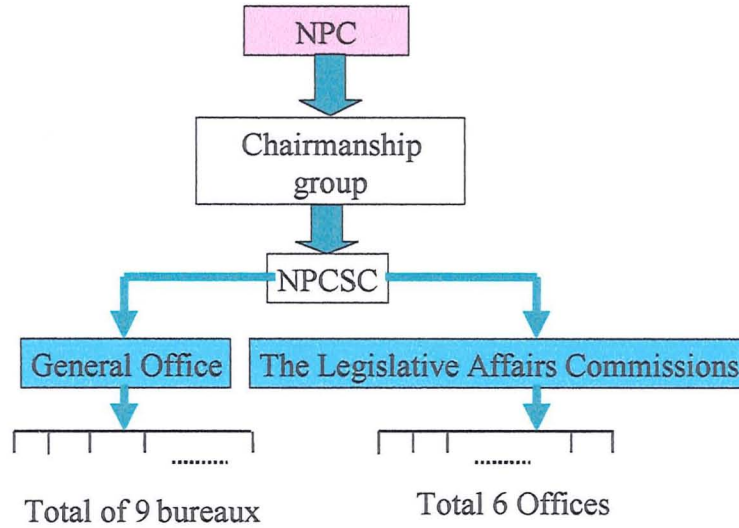 NPC
Chairmanship
group
NPCSC
General Office
The Legislative Affairs Commissions
Total of 9 bureaux
Total 6 Offices